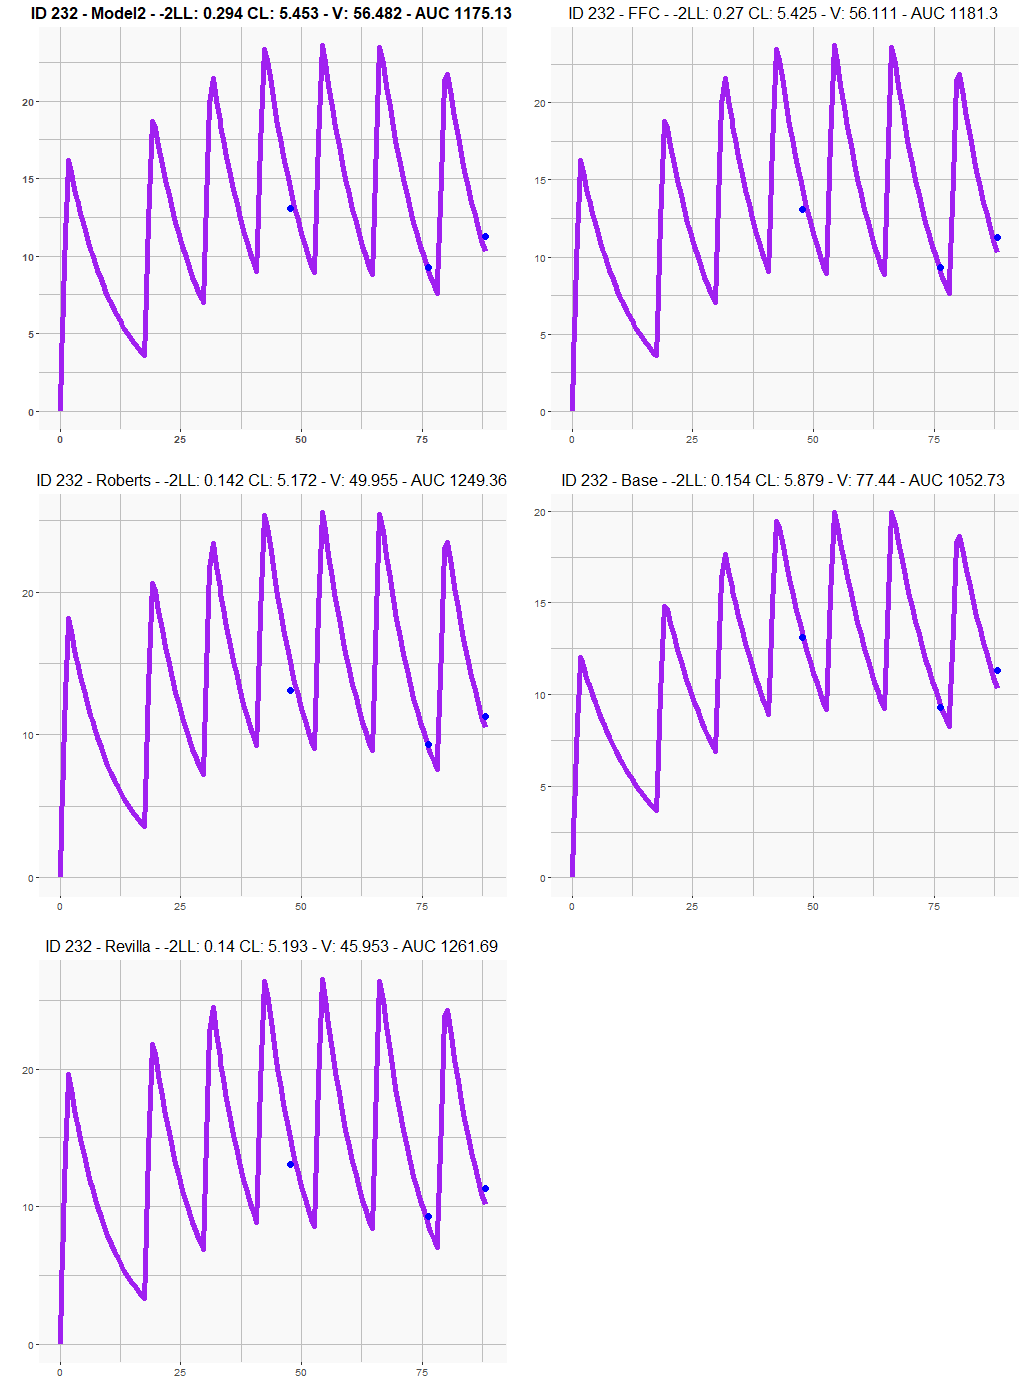 ID 232 - Model2 - -2LL: 0.294 CL: 5.453 - V: 56.482 - AUC 1175.13
20
15
10
5
0
0 25 50 75
ID 232 - FFC - -2LL: 0.27 CL: 5.425 - V: 56.111 - AUC 1181.3
20
15
10
5
0
0 25 50 75
ID 232 - Roberts - -2LL: 0.142 CL: 5.172 - V: 49.955 - AUC 1249.36
20
10
0
0 25 50 75
ID 232 - Base - -2LL: 0.154 CL: 5.879 - V: 77.44 - AUC 1052.73
20
15
10
5
0
0 25 50 75
ID 232 - Revilla - -2LL: 0.14 CL: 5.193 - V: 45.953 - AUC 1261.69
20
10
0
0 25 50 75